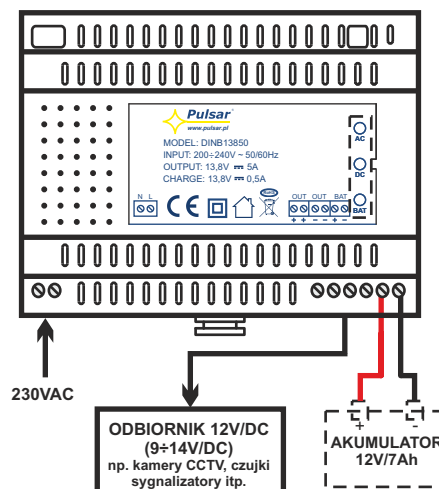 Pulsar®
www.pulsar.pl
MODEL: DINB13850
INPUT: 200÷240V ~ 50/60Hz
OUTPUT: 13,8V ⎓ 5A
CHARGE: 13,8V ⎓ 0,5A
AC
DC
BAT
N L
CE
OUT OUT BAT
+ + − − + −
230VAC
ODBIORNIK 12V/DC
(9÷14V/DC)
np. kamery CCTV, czujki
sygnalizatory itp.
+ -
AKUMULATOR
12V/7Ah